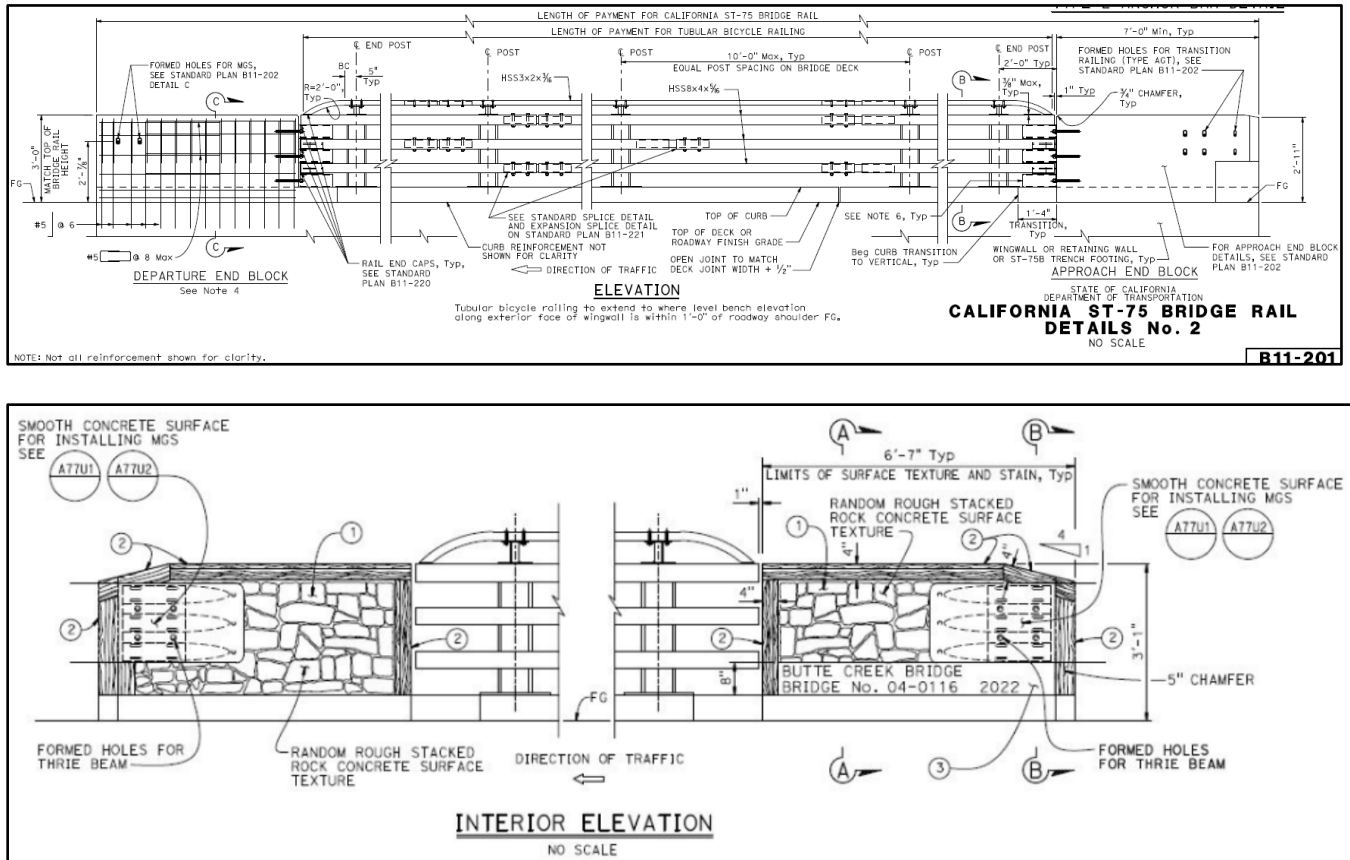 LENGTH OF PAYMENT FOR CALIFORNIA ST-75 BRIDGE RAIL
LENGTH OF PAYMENT FOR TUBULAR BICYCLE RAILING
7'-0" Min, Typ
FORMED HOLES FOR MGS,
SEE STANDARD PLAN B11-202
DETAIL C
BC
℄ END POST
5"
Typ
R=2'-0",
Typ
℄ POST
HSS3x2x³⁄₁₆
℄ POST
10'-0" Max, Typ
EQUAL POST SPACING ON BRIDGE DECK
HSS8x4x⁵⁄₁₆
℄ POST
℄ END POST
2'-0"
Typ
⅜" Max,
Typ
1" Typ
¾" CHAMFER,
Typ
FORMED HOLES FOR TRANSITION
RAILING (TYPE AGT), SEE
STANDARD PLAN B11-202
C
C
B
B
3'-0"
MATCH TOP OF
BRIDGE RAIL
HEIGHT
2'-⅞"
FG
#5 @ 6
#5 @ 8 Max
DEPARTURE END BLOCK
See Note 4
RAIL END CAPS, Typ,
SEE STANDARD
PLAN B11-220
CURB REINFORCEMENT NOT
SHOWN FOR CLARITY
SEE STANDARD SPLICE DETAIL
AND EXPANSION SPLICE DETAIL
ON STANDARD PLAN B11-221
DIRECTION OF TRAFFIC
TOP OF CURB
TOP OF DECK OR
ROADWAY FINISH GRADE
OPEN JOINT TO MATCH
DECK JOINT WIDTH + ½"
SEE NOTE 6, Typ
1'-4"
TRANSITION,
Typ
Beg CURB TRANSITION
TO VERTICAL, Typ
WINGWALL OR RETAINING WALL
OR ST-75B TRENCH FOOTING, Typ
APPROACH END BLOCK
2'-11"
FG
FOR APPROACH END BLOCK
DETAILS, SEE STANDARD
PLAN B11-202
ELEVATION
Tubular bicycle railing to extend to where level bench elevation
along exterior face of wingwall is within 1'-0" of roadway shoulder FG.
STATE OF CALIFORNIA
DEPARTMENT OF TRANSPORTATION
CALIFORNIA ST-75 BRIDGE RAIL
DETAILS No. 2
NO SCALE
NOTE: Not all reinforcement shown for clarity.
B11-201
SMOOTH CONCRETE SURFACE
FOR INSTALLING MGS
SEE
A77U1 A77U2
2
1
2
2
FORMED HOLES FOR
THRIE BEAM
RANDOM ROUGH STACKED
ROCK CONCRETE SURFACE
TEXTURE
DIRECTION OF TRAFFIC
FG
A
B
6'-7" Typ
LIMITS OF SURFACE TEXTURE AND STAIN, Typ
1"
1
RANDOM ROUGH STACKED
ROCK CONCRETE SURFACE
TEXTURE
4"
2
4"
4
1
SMOOTH CONCRETE SURFACE
FOR INSTALLING MGS
SEE
A77U1 A77U2
4"
2
2
8"
3'-1"
BUTTE CREEK BRIDGE
BRIDGE No. 04-0116 2022
5" CHAMFER
FORMED HOLES
FOR THRIE BEAM
A
3
B
INTERIOR ELEVATION
NO SCALE